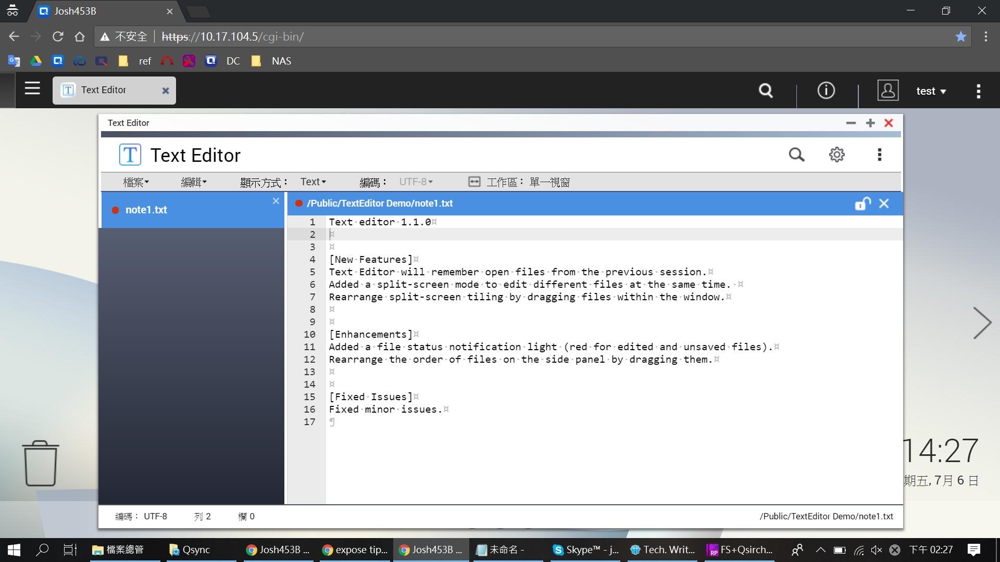 Josh453B
不安全 https://10.17.104.5/cgi-bin/
ref DC NAS
Text Editor
test
Text Editor
Text Editor
檔案 編輯 顯示方式： Text 編碼： UTF-8 工作區： 單一視窗
note1.txt
/Public/TextEditor Demo/note1.txt
1 Text editor 1.1.0
2
3
4 [New Features]
5 Text Editor will remember open files from the previous session.
6 Added a split-screen mode to edit different files at the same time.
7 Rearrange split-screen tiling by dragging files within the window.
8
9
10 [Enhancements]
11 Added a file status notification light (red for edited and unsaved files).
12 Rearrange the order of files on the side panel by dragging them.
13
14
15 [Fixed Issues]
16 Fixed minor issues.
17
14:27
期五, 7月 6 日
編碼： UTF-8 列 2 欄 0 /Public/TextEditor Demo/note1.txt
檔案總管 Qsync Josh453B ... expose tip... Josh453B ... 未命名 - Skype™ - j... Tech. Writ... FS+Qsirch... 下午 02:27